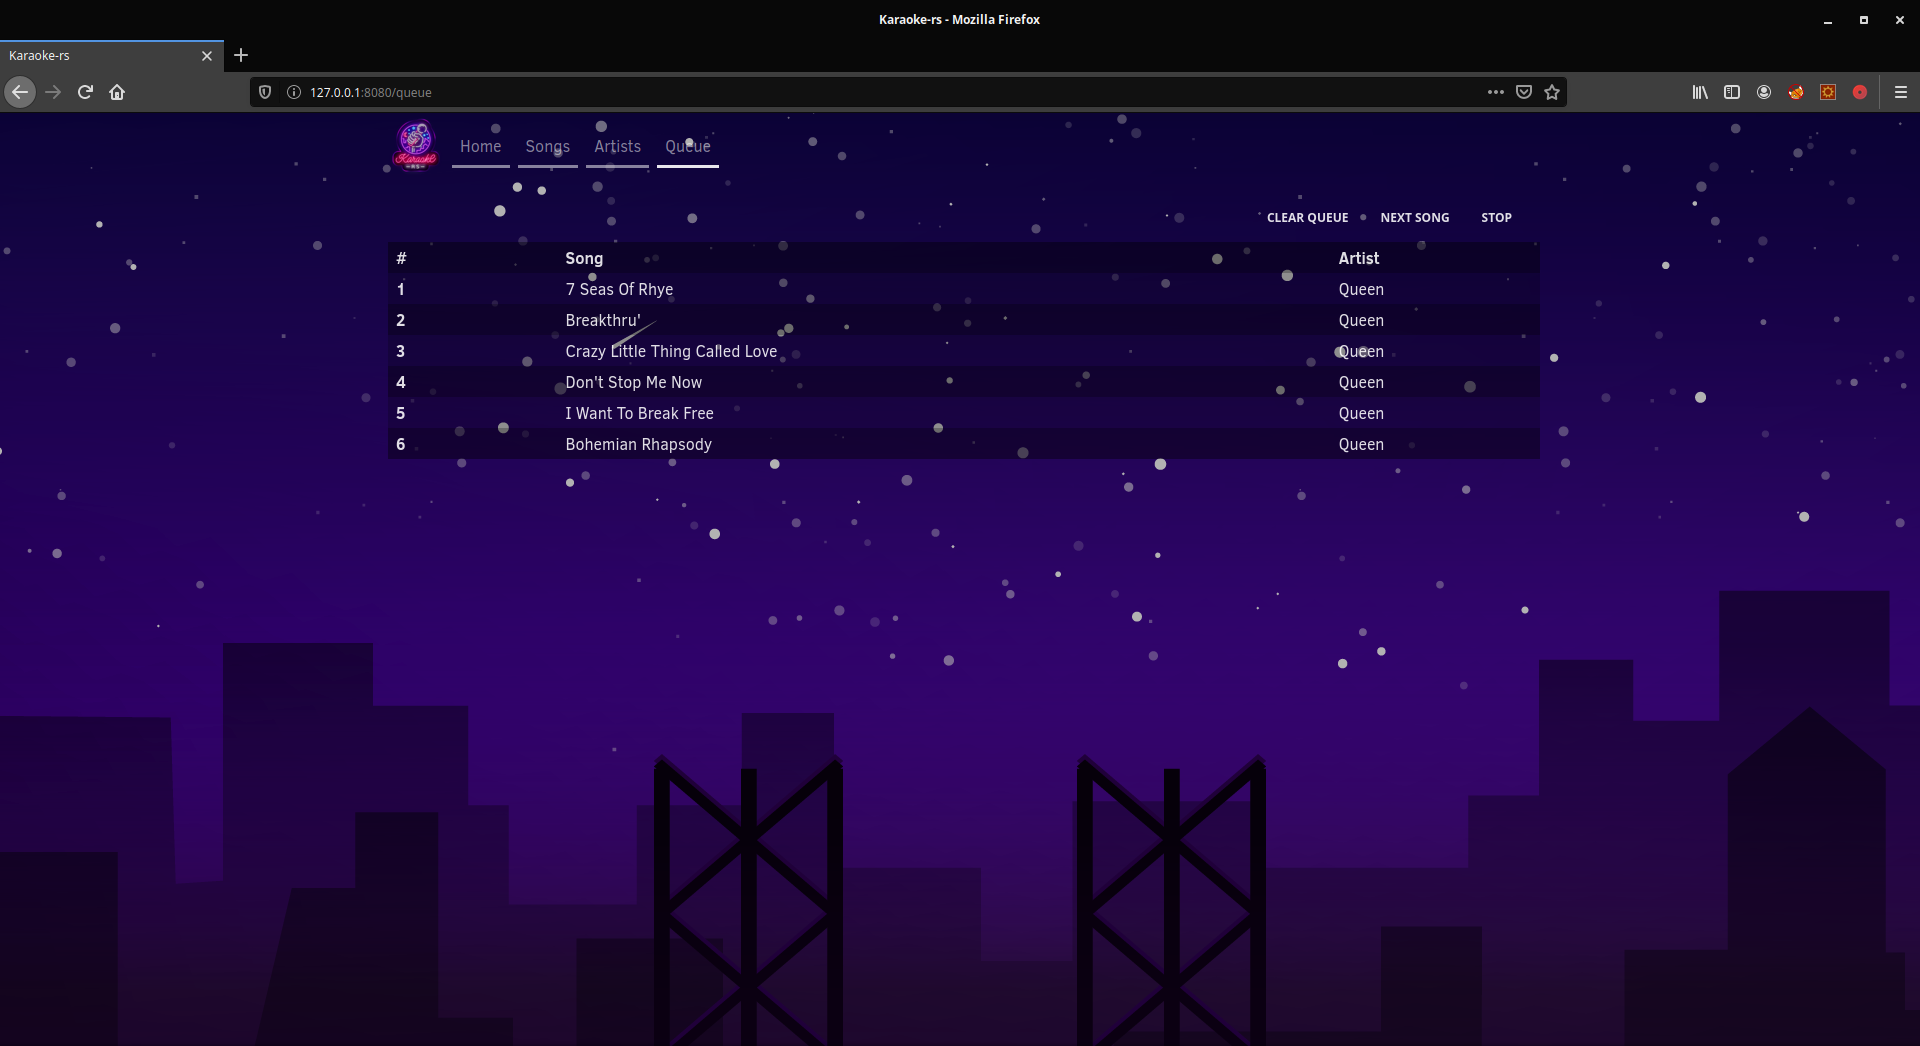 Karaoke-rs - Mozilla Firefox
Karaoke-rs
127.0.0.1:8080/queue
Karaoke
Home Songs Artists Queue
CLEAR QUEUE NEXT SONG STOP
# Song Artist
1 7 Seas Of Rhye Queen
2 Breakthru' Queen
3 Crazy Little Thing Called Love Queen
4 Don't Stop Me Now Queen
5 I Want To Break Free Queen
6 Bohemian Rhapsody Queen